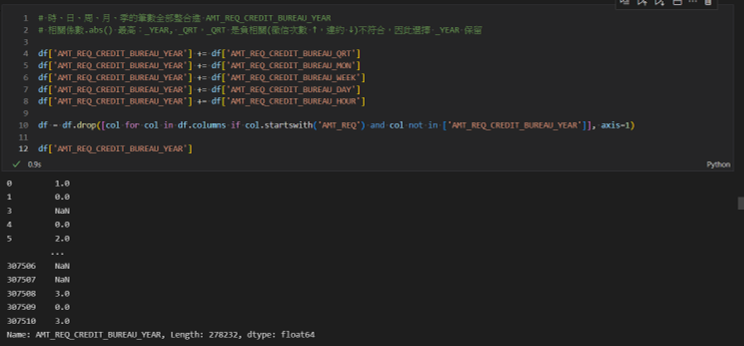 1 # 時、日、周、月、季的筆數全部整合進 AMT_REQ_CREDIT_BUREAU_YEAR
2 # 相關係數.abs() 最高：_YEAR, _QRT，_QRT 是負相關(徵信次數 ↑，違約 ↓)不符合，因此選擇 _YEAR 保留
3
4 df['AMT_REQ_CREDIT_BUREAU_YEAR'] += df['AMT_REQ_CREDIT_BUREAU_QRT']
5 df['AMT_REQ_CREDIT_BUREAU_YEAR'] += df['AMT_REQ_CREDIT_BUREAU_MON']
6 df['AMT_REQ_CREDIT_BUREAU_YEAR'] += df['AMT_REQ_CREDIT_BUREAU_WEEK']
7 df['AMT_REQ_CREDIT_BUREAU_YEAR'] += df['AMT_REQ_CREDIT_BUREAU_DAY']
8 df['AMT_REQ_CREDIT_BUREAU_YEAR'] += df['AMT_REQ_CREDIT_BUREAU_HOUR']
9
10 df = df.drop([col for col in df.columns if col.startswith('AMT_REQ') and col not in ['AMT_REQ_CREDIT_BUREAU_YEAR']], axis=1)
11
12 df['AMT_REQ_CREDIT_BUREAU_YEAR']
0.9s Python
0 1.0
1 0.0
3 NaN
4 0.0
5 2.0
...
307506 NaN
307507 NaN
307508 3.0
307509 0.0
307510 3.0
Name: AMT_REQ_CREDIT_BUREAU_YEAR, Length: 278232, dtype: float64